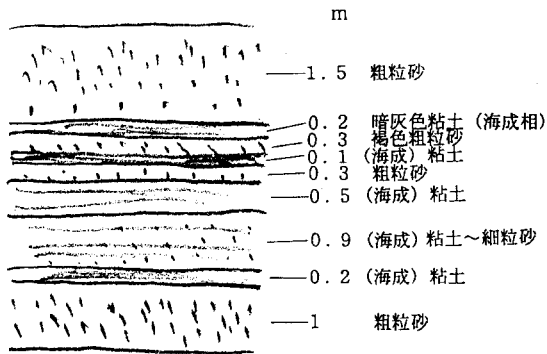 m
1.5 粗粒砂
0.2 暗灰色粘土 (海成相)
0.3 褐色粗粒砂
0.1 (海成) 粘土
0.3 粗粒砂
0.5 (海成) 粘土
0.9 (海成) 粘土～細粒砂
0.2 (海成) 粘土
1 粗粒砂